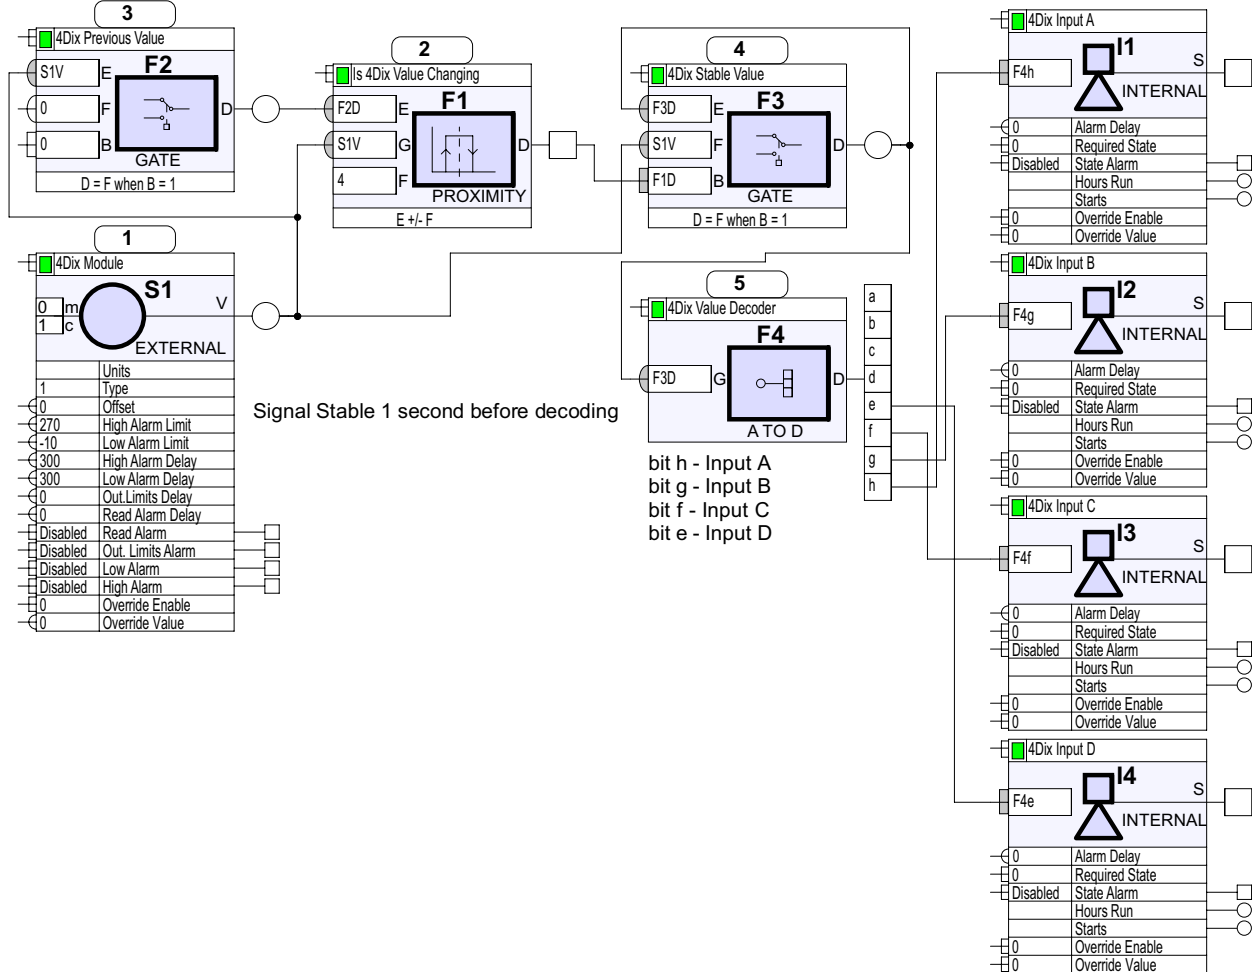 3
4Dix Previous Value
S1V E F2
0 F D
0 B
GATE
D = F when B = 1
2
Is 4Dix Value Changing
F2D E F1
S1V G D
4 F
PROXIMITY
E +/- F
4
4Dix Stable Value
F3D E F3
S1V F D
F1D B
GATE
D = F when B = 1
1
4Dix Module
S1
0 m V
1 c
EXTERNAL
Units
1 Type
0 Offset
270 High Alarm Limit
-10 Low Alarm Limit
300 High Alarm Delay
300 Low Alarm Delay
0 Out.Limits Delay
0 Read Alarm Delay
Disabled Read Alarm
Disabled Out. Limits Alarm
Disabled Low Alarm
Disabled High Alarm
0 Override Enable
0 Override Value
Signal Stable 1 second before decoding
5
4Dix Value Decoder
F4
F3D G D
A TO D
a
b
c
d
e
f
g
h
bit h - Input A
bit g - Input B
bit f - Input C
bit e - Input D
4Dix Input A
I1
F4h S
INTERNAL
0 Alarm Delay
0 Required State
Disabled State Alarm
Hours Run
Starts
0 Override Enable
0 Override Value
4Dix Input B
I2
F4g S
INTERNAL
0 Alarm Delay
0 Required State
Disabled State Alarm
Hours Run
Starts
0 Override Enable
0 Override Value
4Dix Input C
I3
F4f S
INTERNAL
0 Alarm Delay
0 Required State
Disabled State Alarm
Hours Run
Starts
0 Override Enable
0 Override Value
4Dix Input D
I4
F4e S
INTERNAL
0 Alarm Delay
0 Required State
Disabled State Alarm
Hours Run
Starts
0 Override Enable
0 Override Value